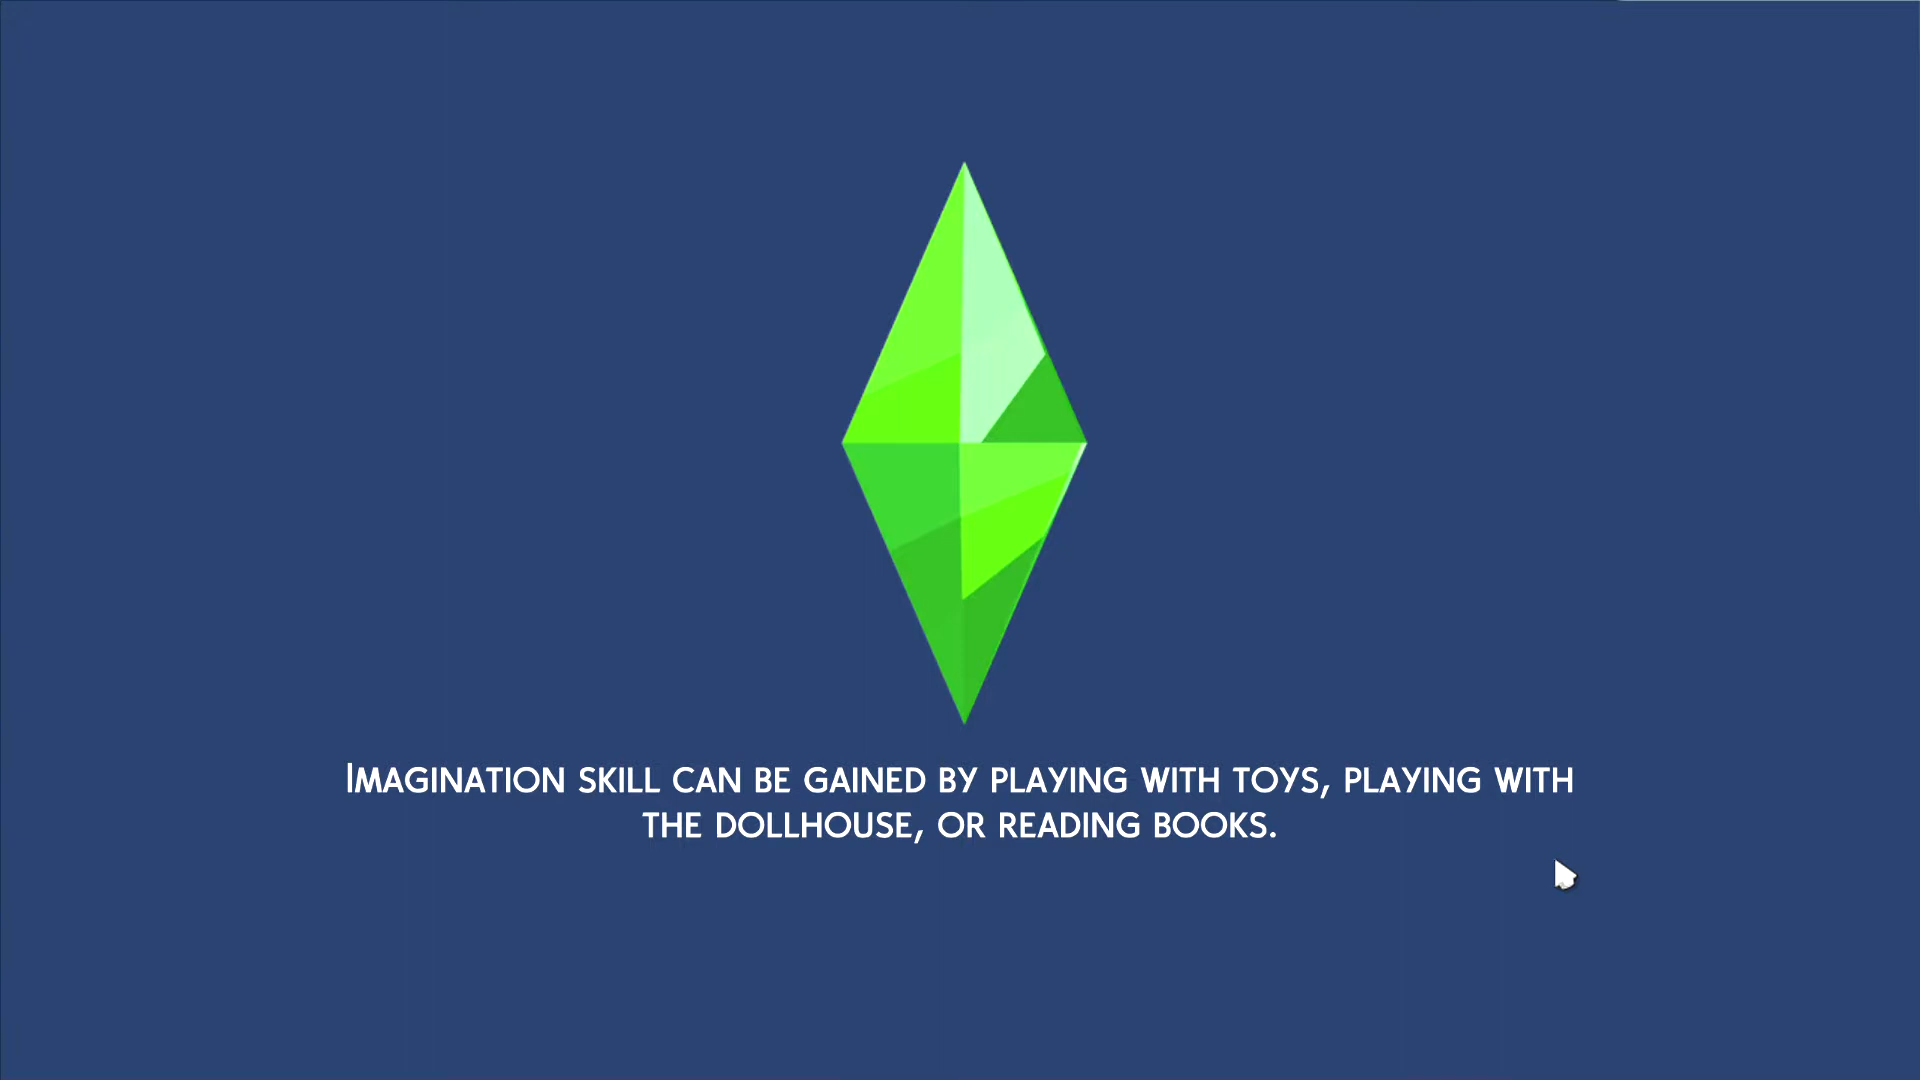 Imagination skill can be gained by playing with toys, playing with
the dollhouse, or reading books.